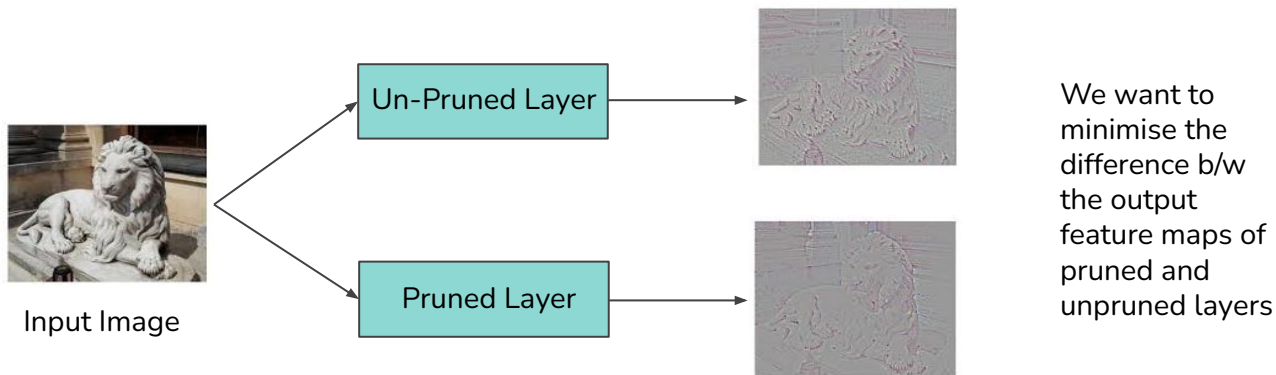 Un-Pruned Layer
Pruned Layer
Input Image
We want to
minimise the
difference b/w
the output
feature maps of
pruned and
unpruned layers